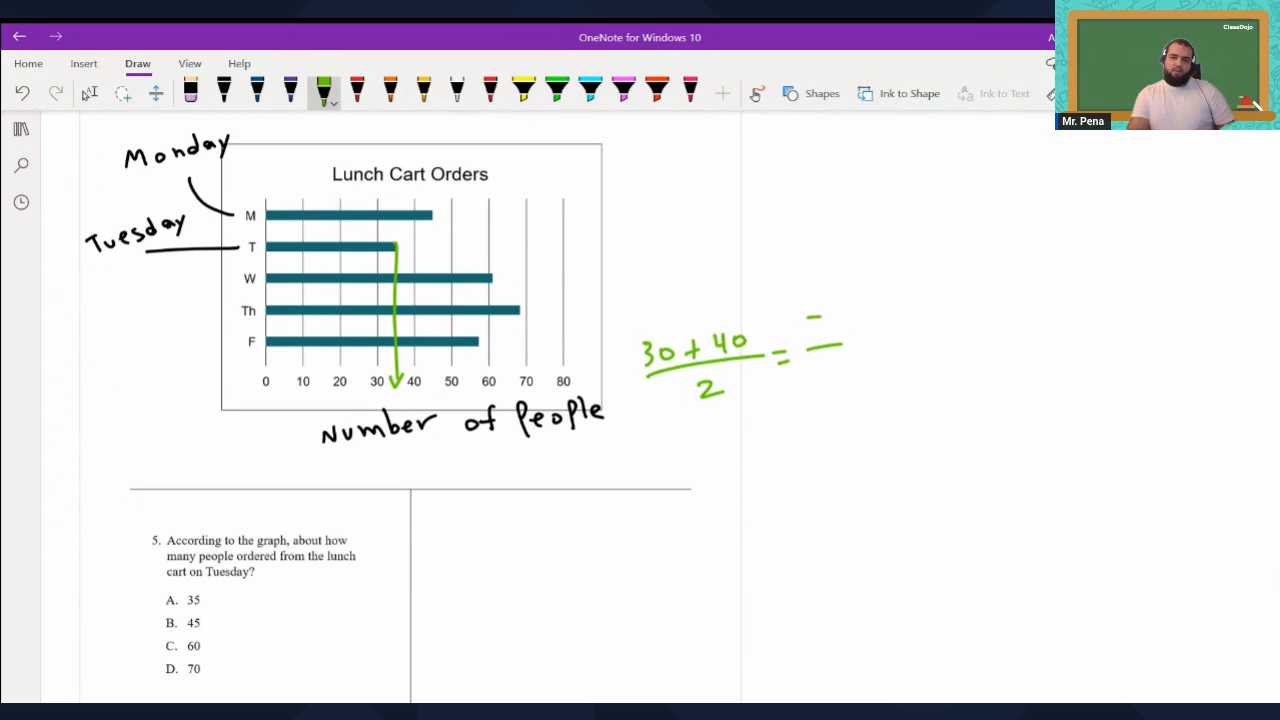 OneNote for Windows 10
ClassDojo
Home Insert Draw View Help
Shapes Ink to Shape Ink to Text
Mr. Pena
Monday
Lunch Cart Orders
M
Tuesday
T
W
Th
F
0 10 20 30 40 50 60 70 80
Number of People
30 + 40
2
=
5. According to the graph, about how
many people ordered from the lunch
cart on Tuesday?
A. 35
B. 45
C. 60
D. 70